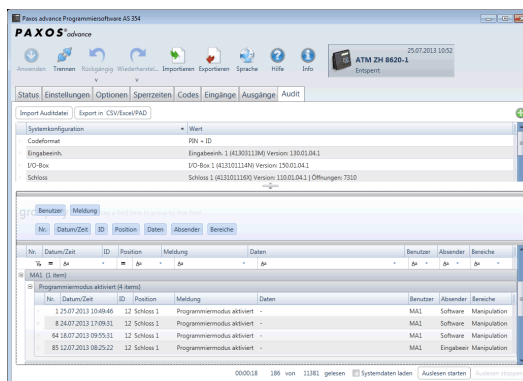 Paxos advance Programmiersoftware AS 354
PAXOS® advance
Anwenden Trennen Rückgängig Wiederherstel... Importieren Exportieren Sprache Hilfe Info
25.07.2013 10:52
ATM ZH 8620-1
Entsperrt
Status Einstellungen Optionen Sperrzeiten Codes Eingänge Ausgänge Audit
Import Auditdatei Export in CSV/Excel/PAD
Systemkonfiguration Wert
Codeformat PIN + ID
Eingabeeinh. Eingabeeinh. 1 (41303113M) Version: 130.01.04.1
I/O-Box I/O-Box 1 (413101114N) Version: 150.01.04.1
Schloss Schloss 1 (413101116X) Version: 110.01.04.1 | Öffnungen: 7310
Benutzer Meldung
Nr. Datum/Zeit ID Position Daten Absender Bereiche
Nr. Datum/Zeit ID Position Meldung Daten Benutzer Absender Bereiche
MA1 (1 item)
Programmiermodus aktiviert (4 items)
Nr. Datum/Zeit ID Position Meldung Daten Benutzer Absender Bereiche
1 25.07.2013 10:49:46 12 Schloss 1 Programmiermodus aktiviert - MA1 Software Manipulation
8 24.07.2013 17:09:31 12 Schloss 1 Programmiermodus aktiviert - MA1 Software Manipulation
64 18.07.2013 09:55:31 12 Schloss 1 Programmiermodus aktiviert - MA1 Software Manipulation
85 12.07.2013 08:25:22 12 Schloss 1 Programmiermodus aktiviert - MA1 Eingabeeir Manipulation
00:00:18 186 von 11381 gelesen Systemdaten laden Auslesen starten Auslesen stoppen